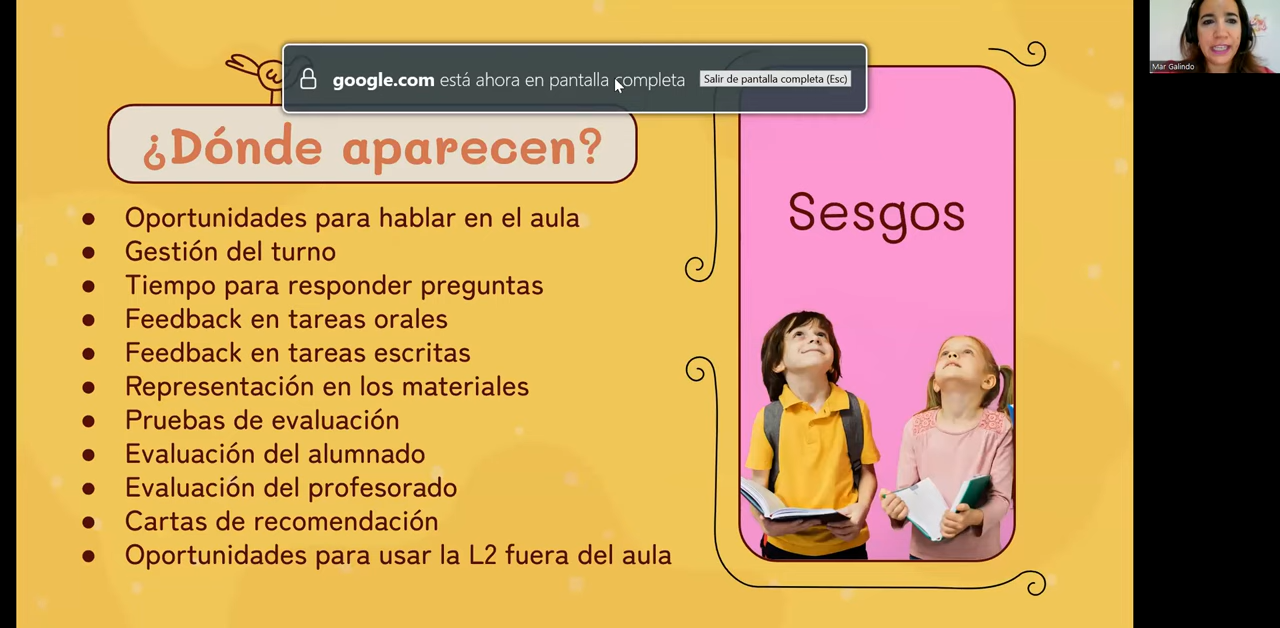 google.com está ahora en pantalla completa
Salir de pantalla completa (Esc)
Mar Galindo
¿Dónde aparecen?
● Oportunidades para hablar en el aula
● Gestión del turno
● Tiempo para responder preguntas
● Feedback en tareas orales
● Feedback en tareas escritas
● Representación en los materiales
● Pruebas de evaluación
● Evaluación del alumnado
● Evaluación del profesorado
● Cartas de recomendación
● Oportunidades para usar la L2 fuera del aula
Sesgos